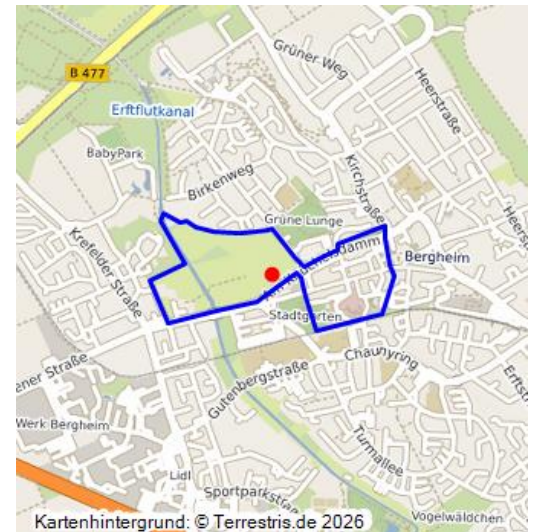 Grüner Weg
B 477
Heerstraße
Erftflutkanal
BabyPark
Kirchstraße
Birkenweg
Grüne Lunge
Krefelder Straße
Bergheim
Stadtgarten
Chaunyring
Gutenbergstraße
Werk Bergheim
Turmallee
Lidl
Vogelwäldchen
Kartenhintergrund: © Terrestris.de 2026